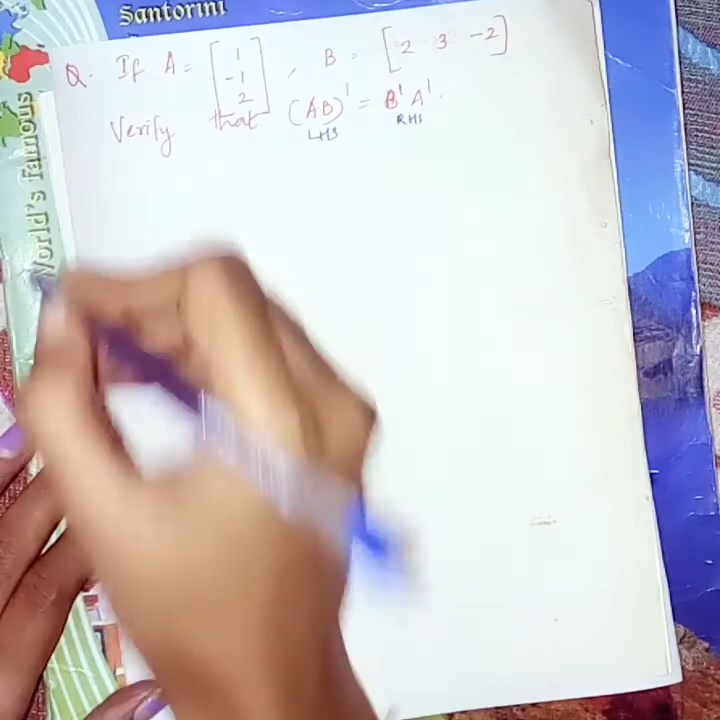 Santorini
World's famous
Q. If A = [ 1 -1 2 ] , B = [ 2 3 -2 ]
Verify that (AB)' = B' A' .
LHS RHS